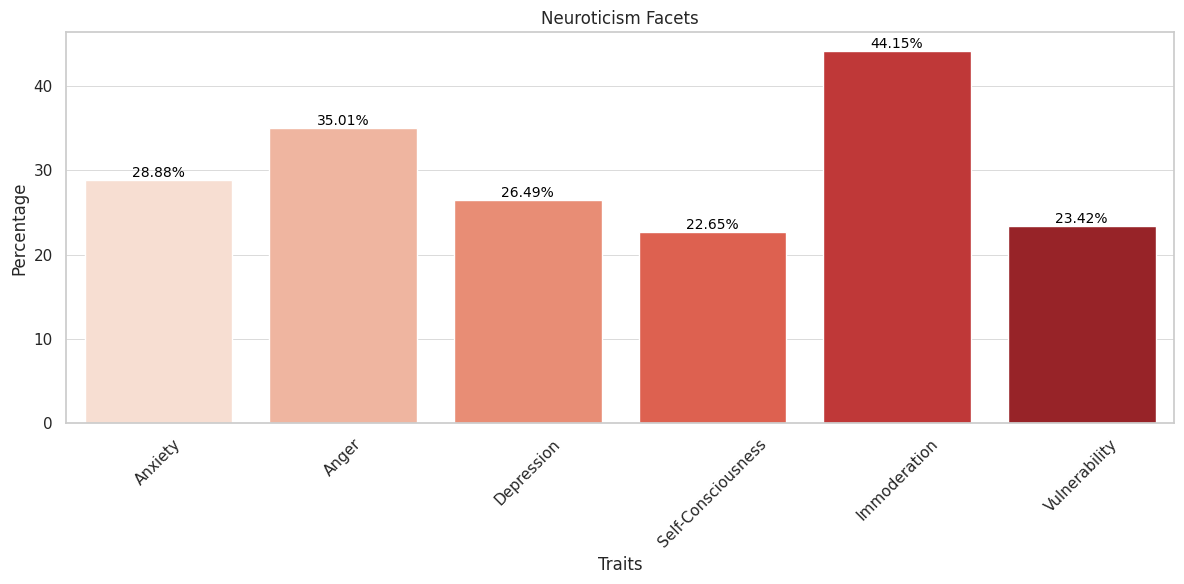 Neuroticism Facets
Percentage
40
30
20
10
0
28.88%
35.01%
26.49%
22.65%
44.15%
23.42%
Anxiety
Anger
Depression
Self-Consciousness
Immoderation
Vulnerability
Traits